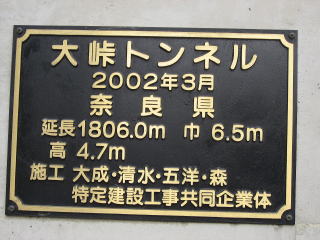 大峠トンネル
2002年3月
奈良県
延長1806.0m 巾 6.5m
高 4.7m
施工 大成・清水・五洋・森
特定建設工事共同企業体